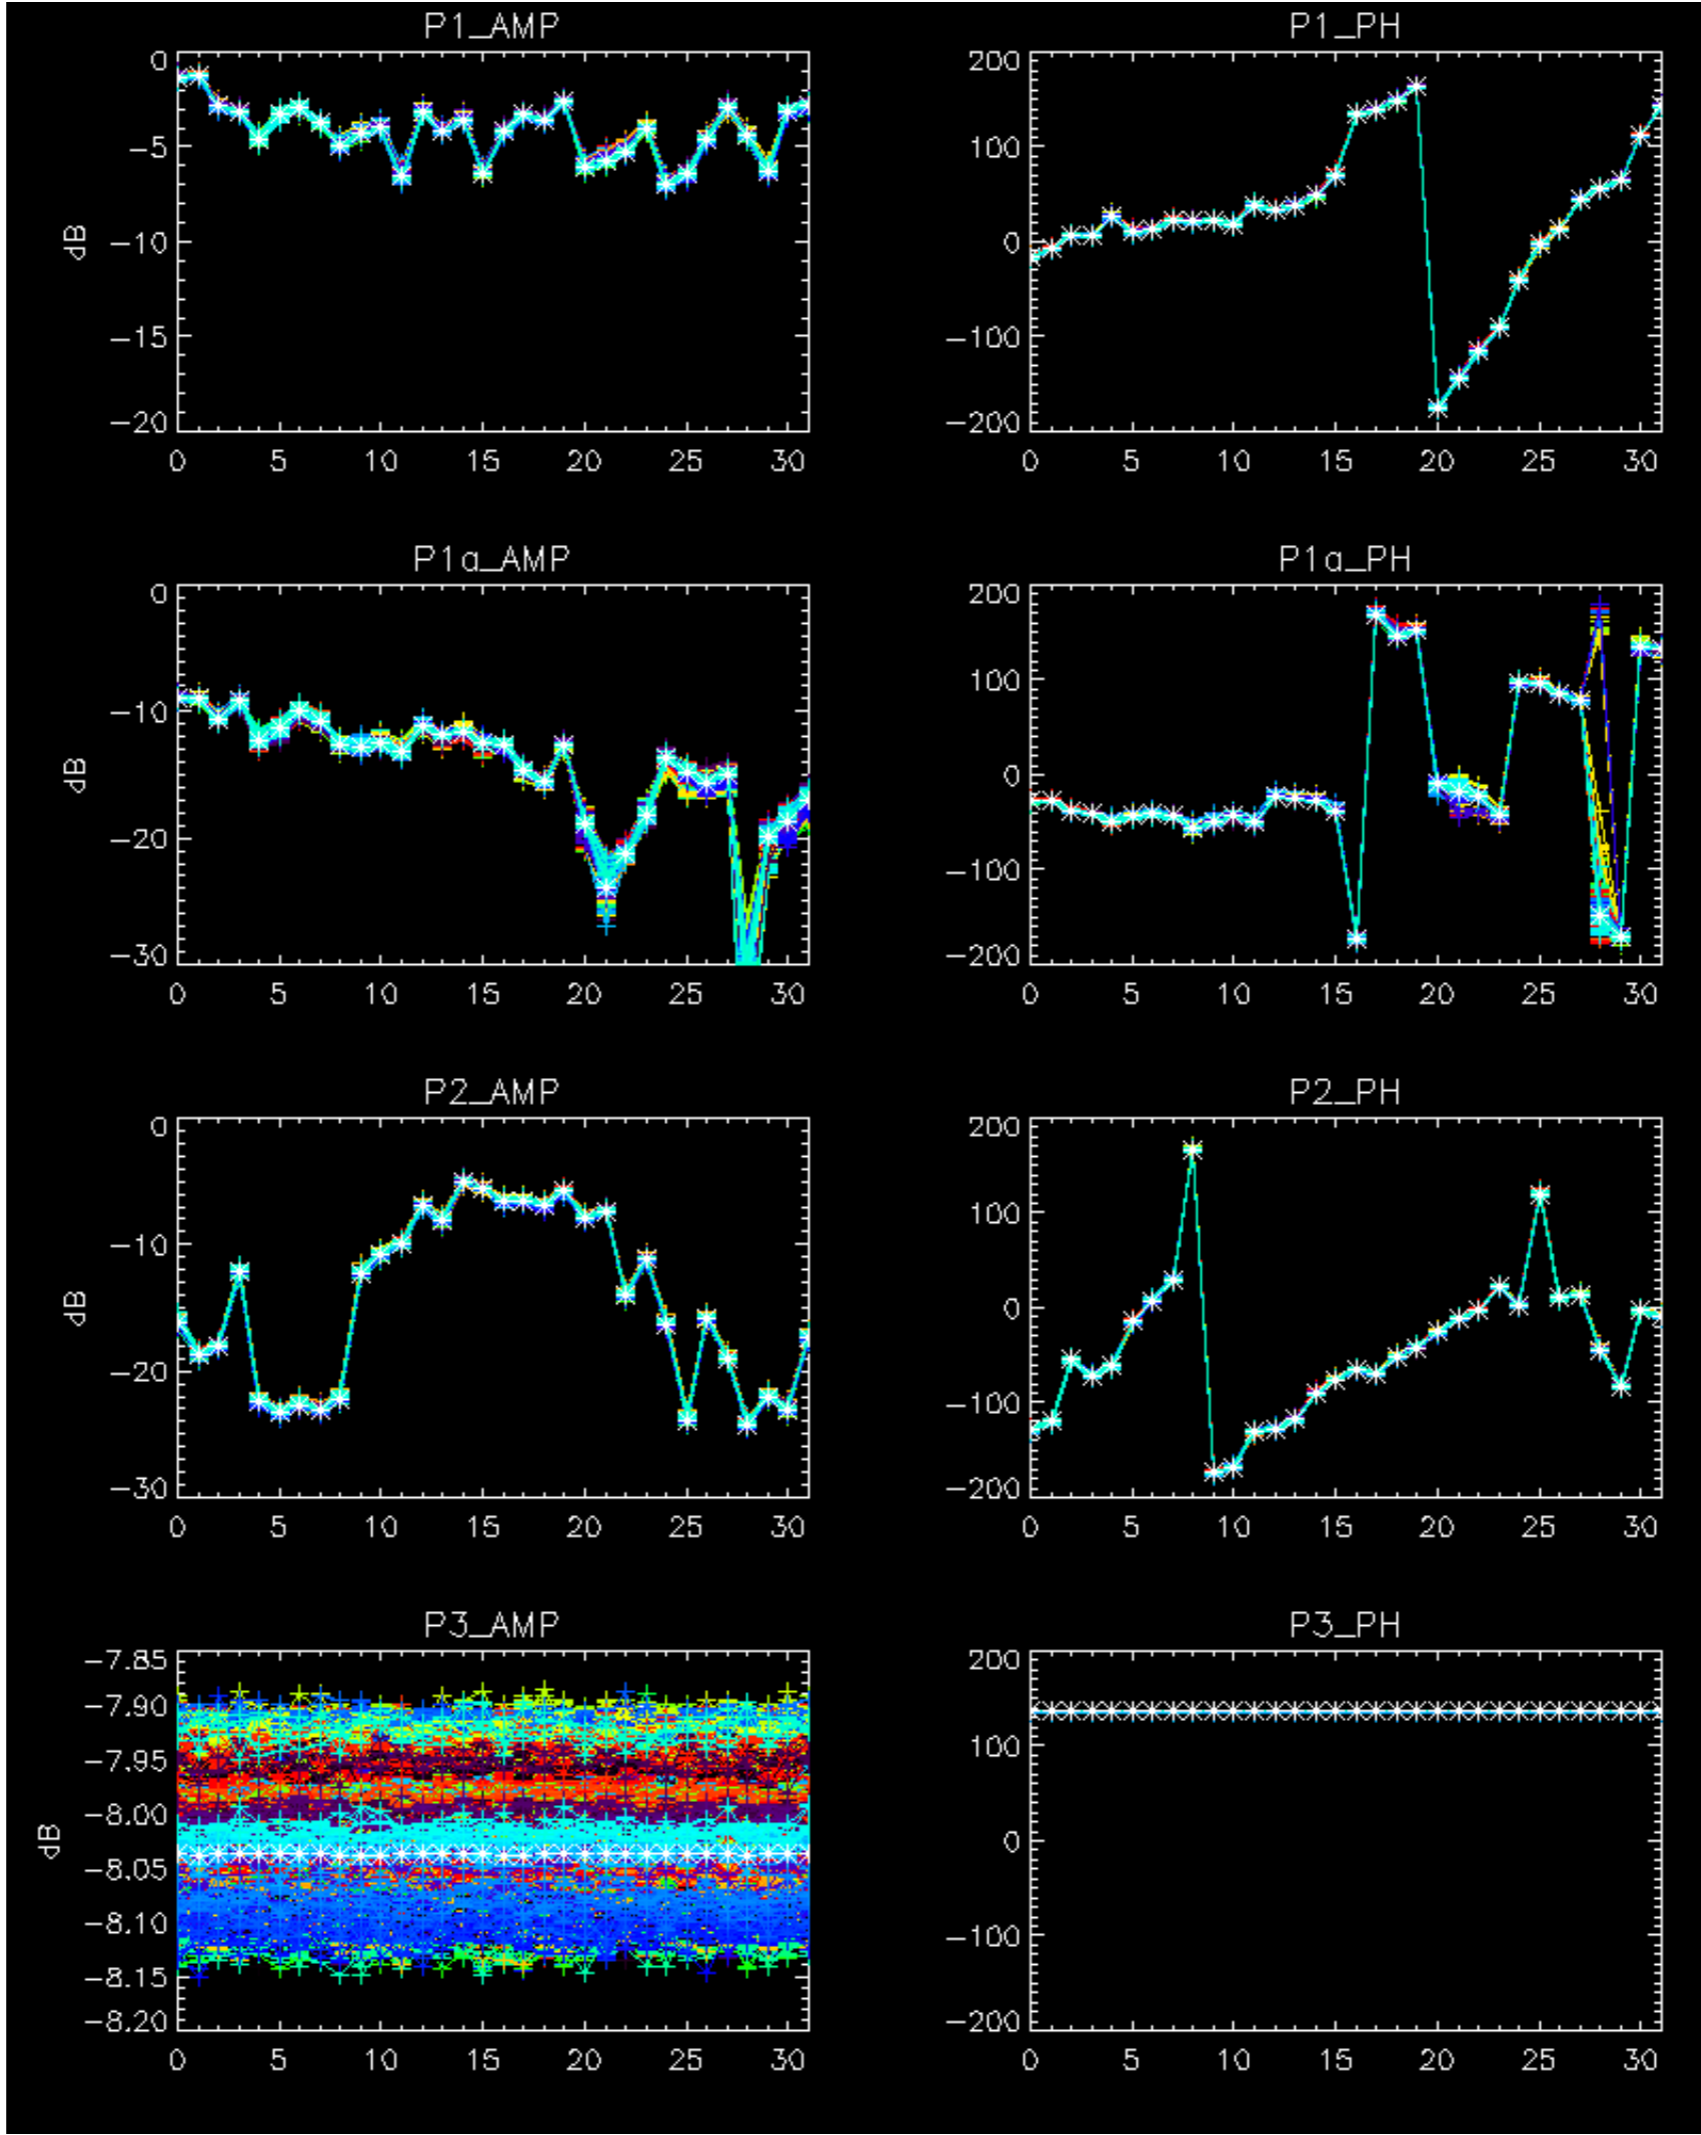 P1_AMP P1_PH
0 200
-5 100
dB -10 0
-15 -100
-20 -200
0 5 10 15 20 25 30 0 5 10 15 20 25 30
P1a_AMP P1a_PH
0 200
-10 100
dB 0
-20 -100
-30 -200
0 5 10 15 20 25 30 0 5 10 15 20 25 30
P2_AMP P2_PH
0 200
-10 100
dB 0
-20 -100
-30 -200
0 5 10 15 20 25 30 0 5 10 15 20 25 30
P3_AMP P3_PH
-7.85 200
-7.90
-7.95 100
-8.00
dB 0
-8.05
-8.10 -100
-8.15
-8.20 -200
0 5 10 15 20 25 30 0 5 10 15 20 25 30